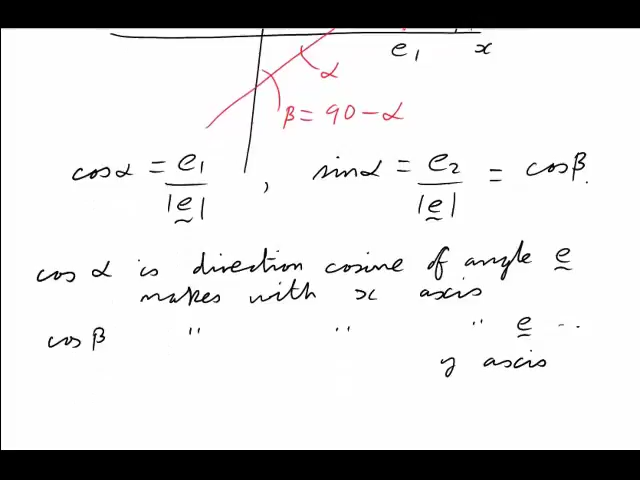 e₁ x
α
β = 90 - α
cos α = e₁/|e| , sin α = e₂/|e| = cos β.
cos α is direction cosine of angle e
makes with x axis
cos β " " " e ...
y axis